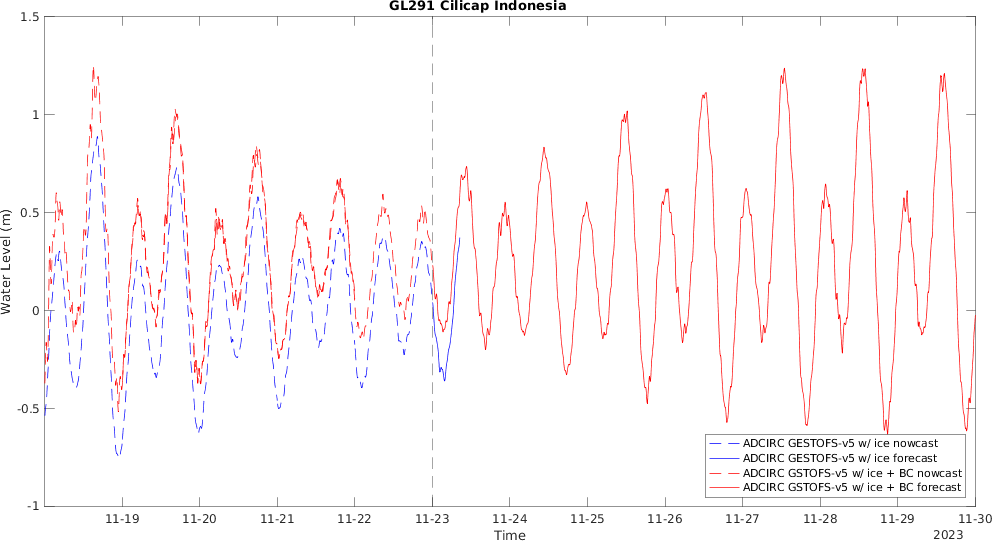 GL291 Cilicap Indonesia
1.5
1
0.5
0
-0.5
-1
Water Level (m)
11-19
11-20
11-21
11-22
11-23
11-24
11-25
11-26
11-27
11-28
11-29
11-30
Time
2023
ADCIRC GESTOFS-v5 w/ ice nowcast
ADCIRC GESTOFS-v5 w/ ice forecast
ADCIRC GSTOFS-v5 w/ ice + BC nowcast
ADCIRC GSTOFS-v5 w/ ice + BC forecast